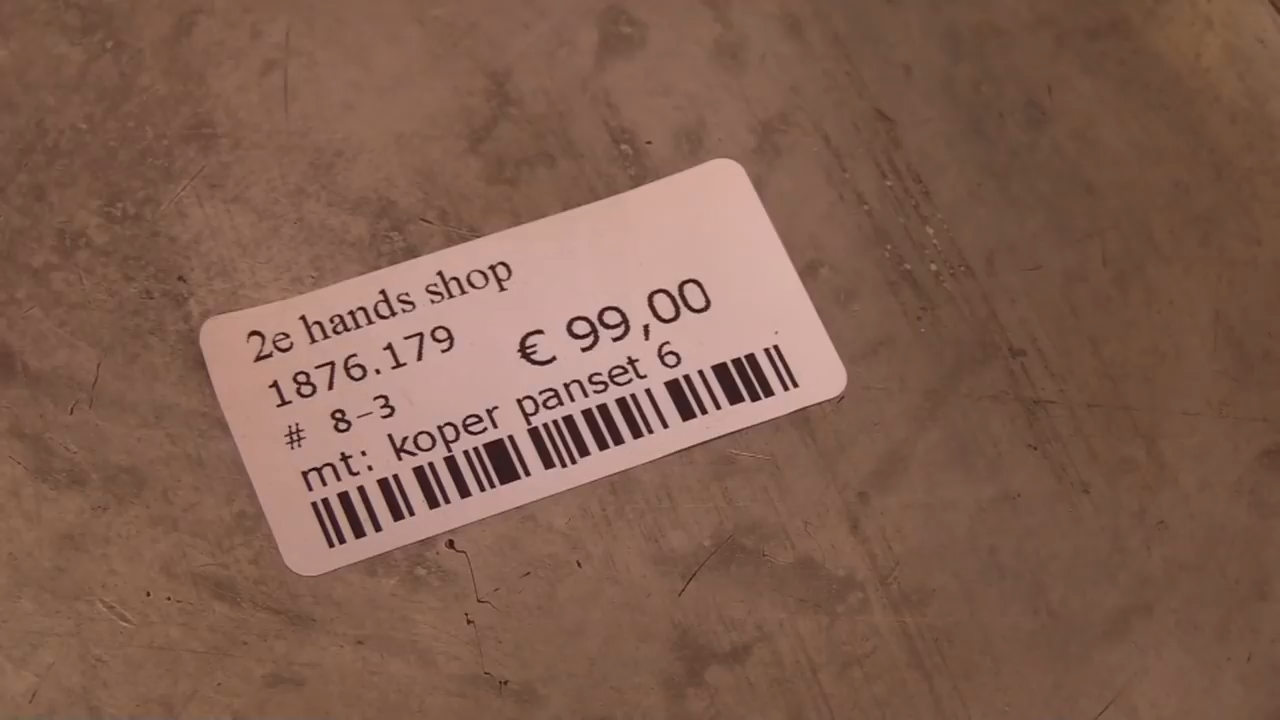 2e hands shop
1876.179 € 99,00
# 8-3
mt: koper panset 6